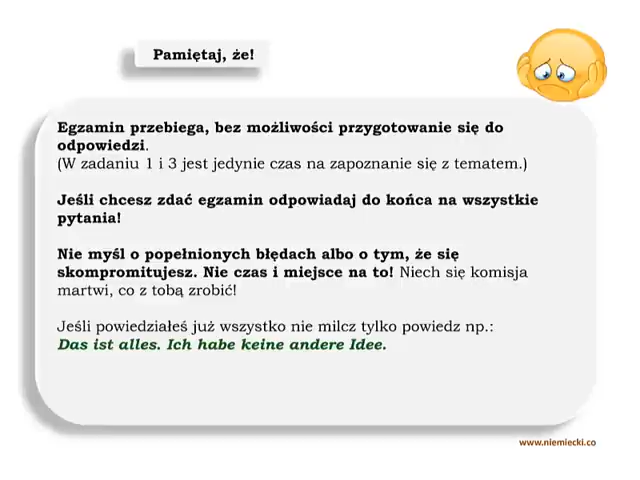 Pamiętaj, że!
Egzamin przebiega, bez możliwości przygotowanie się do
odpowiedzi.
(W zadaniu 1 i 3 jest jedynie czas na zapoznanie się z tematem.)
Jeśli chcesz zdać egzamin odpowiadaj do końca na wszystkie
pytania!
Nie myśl o popełnionych błędach albo o tym, że się
skompromitujesz. Nie czas i miejsce na to! Niech się komisja
martwi, co z tobą zrobić!
Jeśli powiedziałeś już wszystko nie milcz tylko powiedz np.:
Das ist alles. Ich habe keine andere Idee.
www.niemiecki.co